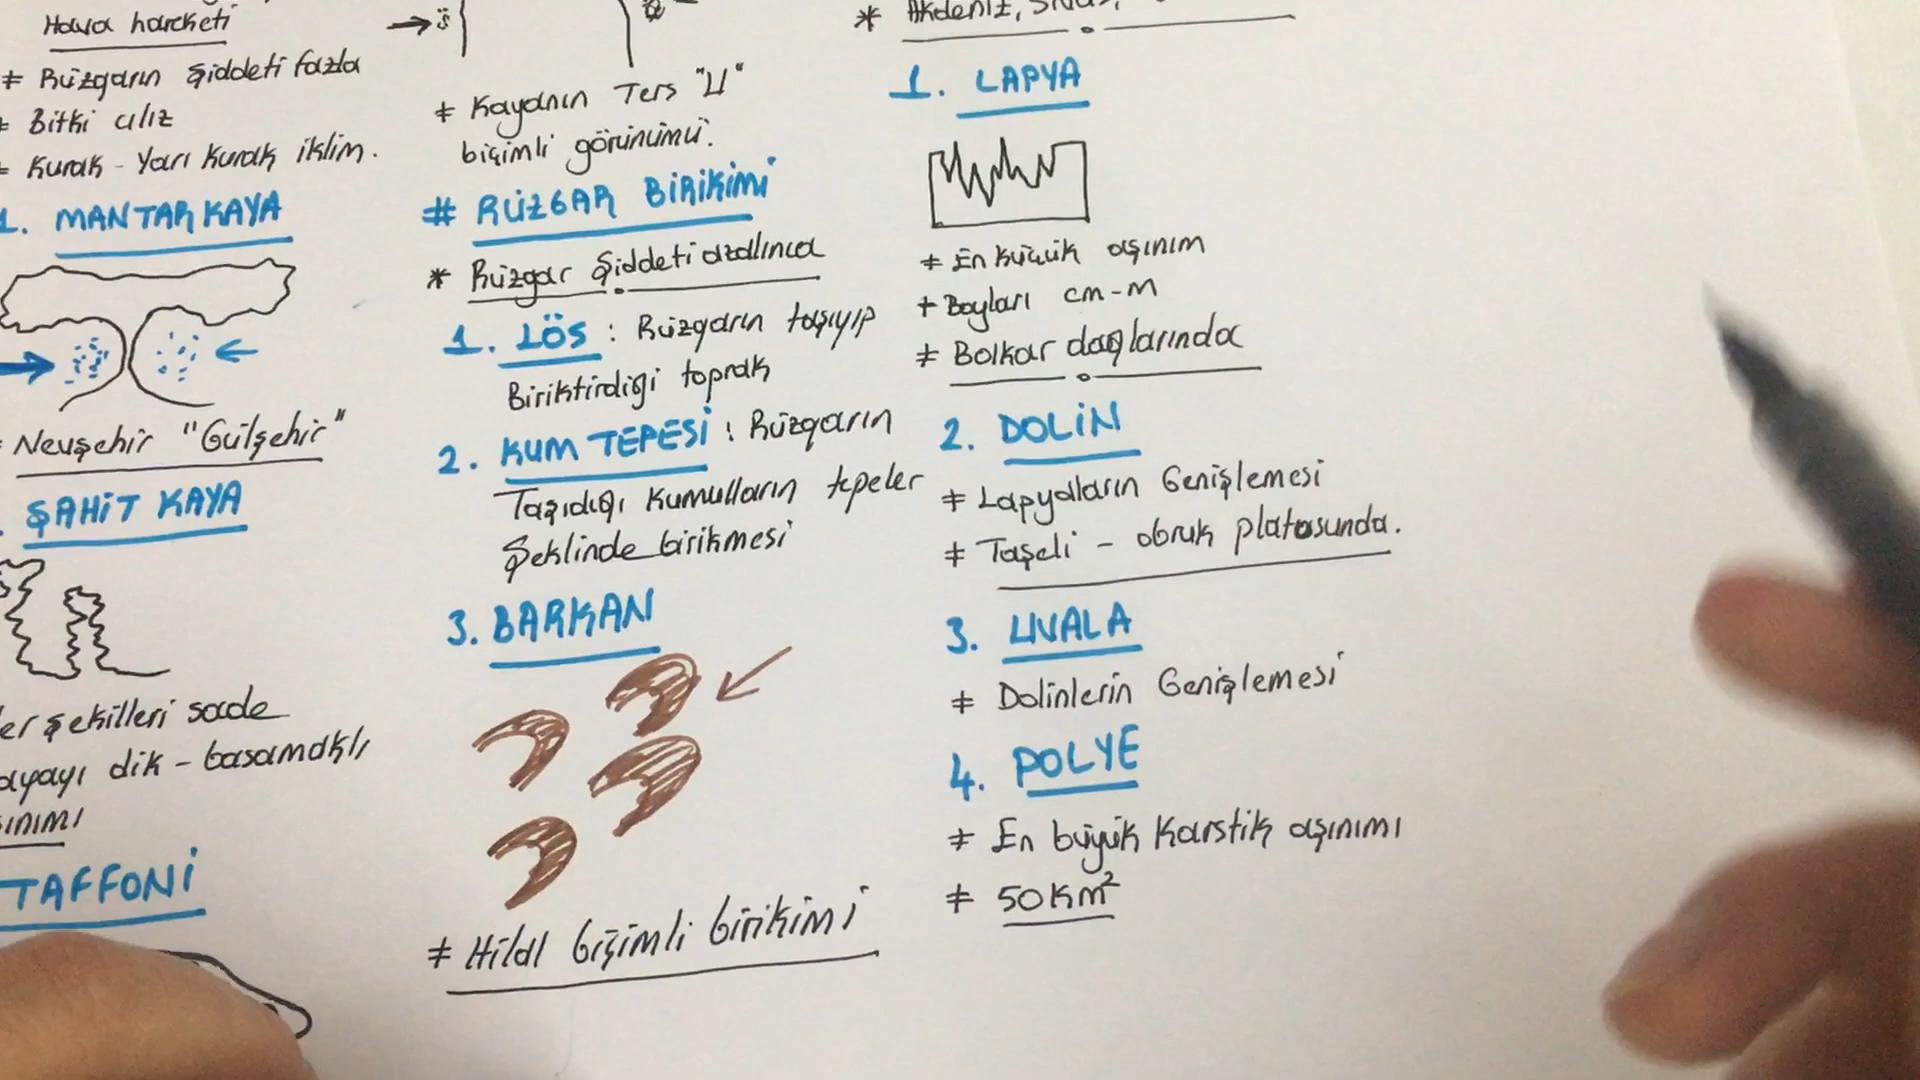 Hava hareketi
≠ Rüzgarın şiddeti fazla
= Bitki cılız
= Kurak - Yarı Kurak iklim.
1. MANTAR KAYA
Nevşehir "Gülşehir"
ŞAHİT KAYA
er şekilleri sade
ayayı dik - basamaklı
ınımı
TAFFONİ
≠ Kayanın Ters "U"
biçimli görünümü.
# RÜZGAR BİRİKİMİ
* Rüzgar Şiddeti azalınca
1. LÖS : Rüzgarın taşıyıp
Biriktirdiği toprak
2. KUM TEPESİ : Rüzgarın
Taşıdığı Kumulların tepeler
Şeklinde birikmesi
3. BARKAN
≠ Hilal biçimli birikimi
* Akdeniz,
1. LAPYA
≠ En küçük aşınım
+ Boyları cm-m
≠ Bolkar dağlarında
2. DOLİN
≠ Lapyaların Genişlemesi
≠ Taşeli - obruk platosunda.
3. UVALA
≠ Dolinlerin Genişlemesi
4. POLYE
≠ En büyük Karstik aşınımı
≠ 50 Km²